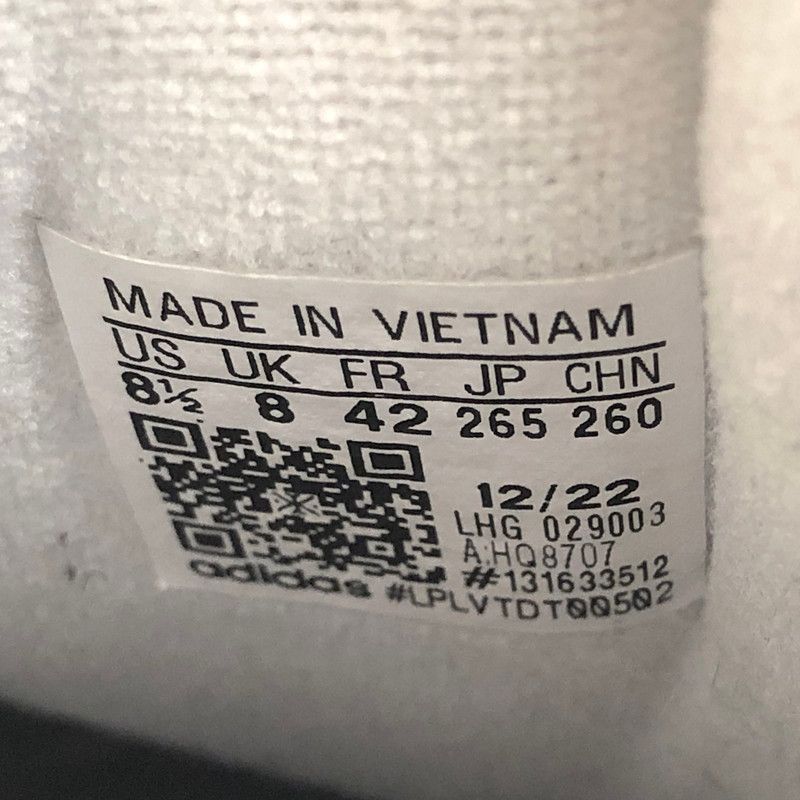 MADE IN VIETNAM
US UK FR JP CHN
8½ 8 42 265 260
12/22
LHG 029003
A:HQ8707
#131633512
adidas #LPLVTDT00502